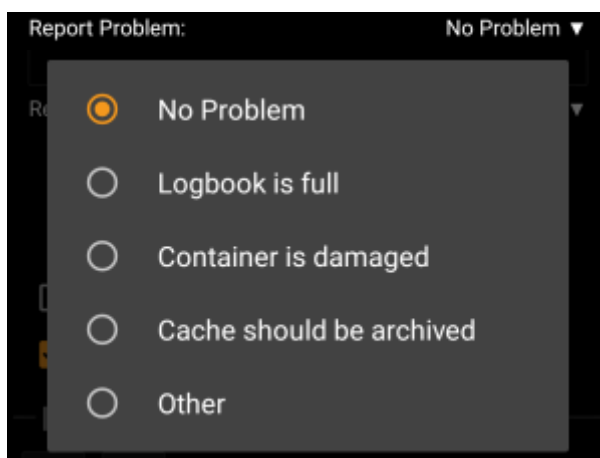 Report Problem: No Problem ▼
No Problem
Logbook is full
Container is damaged
Cache should be archived
Other